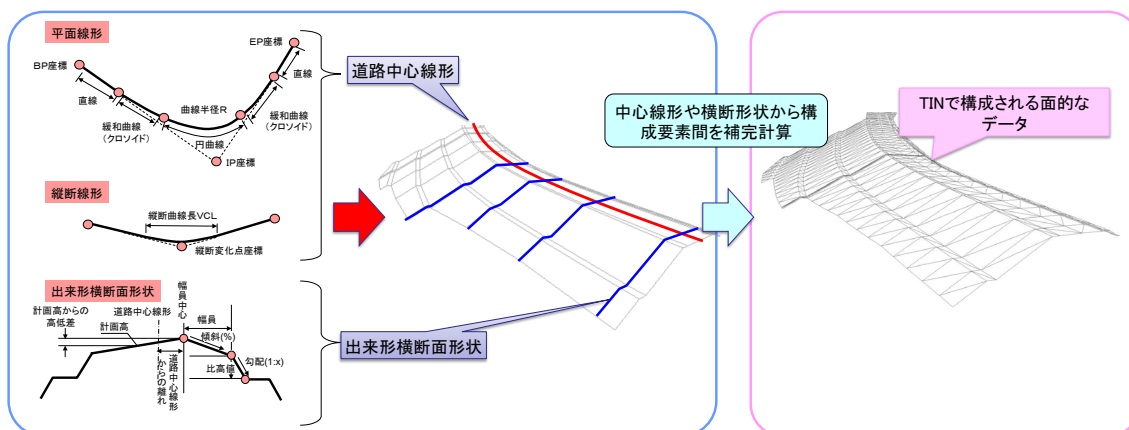 平面線形
BP座標
EP座標
直線
緩和曲線
(クロソイド)
曲線半径R
円曲線
IP座標
緩和曲線
(クロソイド)
直線
縦断線形
縦断曲線長VCL
縦断変化点座標
出来形横断面形状
計画高からの
高低差
道路中心線形
計画高
幅員中心
幅員
傾斜(%)
勾配(1:x)
比高値
道路中心線形
からの離れ
道路中心線形
出来形横断面形状
中心線形や横断形状から構
成要素間を補完計算
TINで構成される面的な
データ